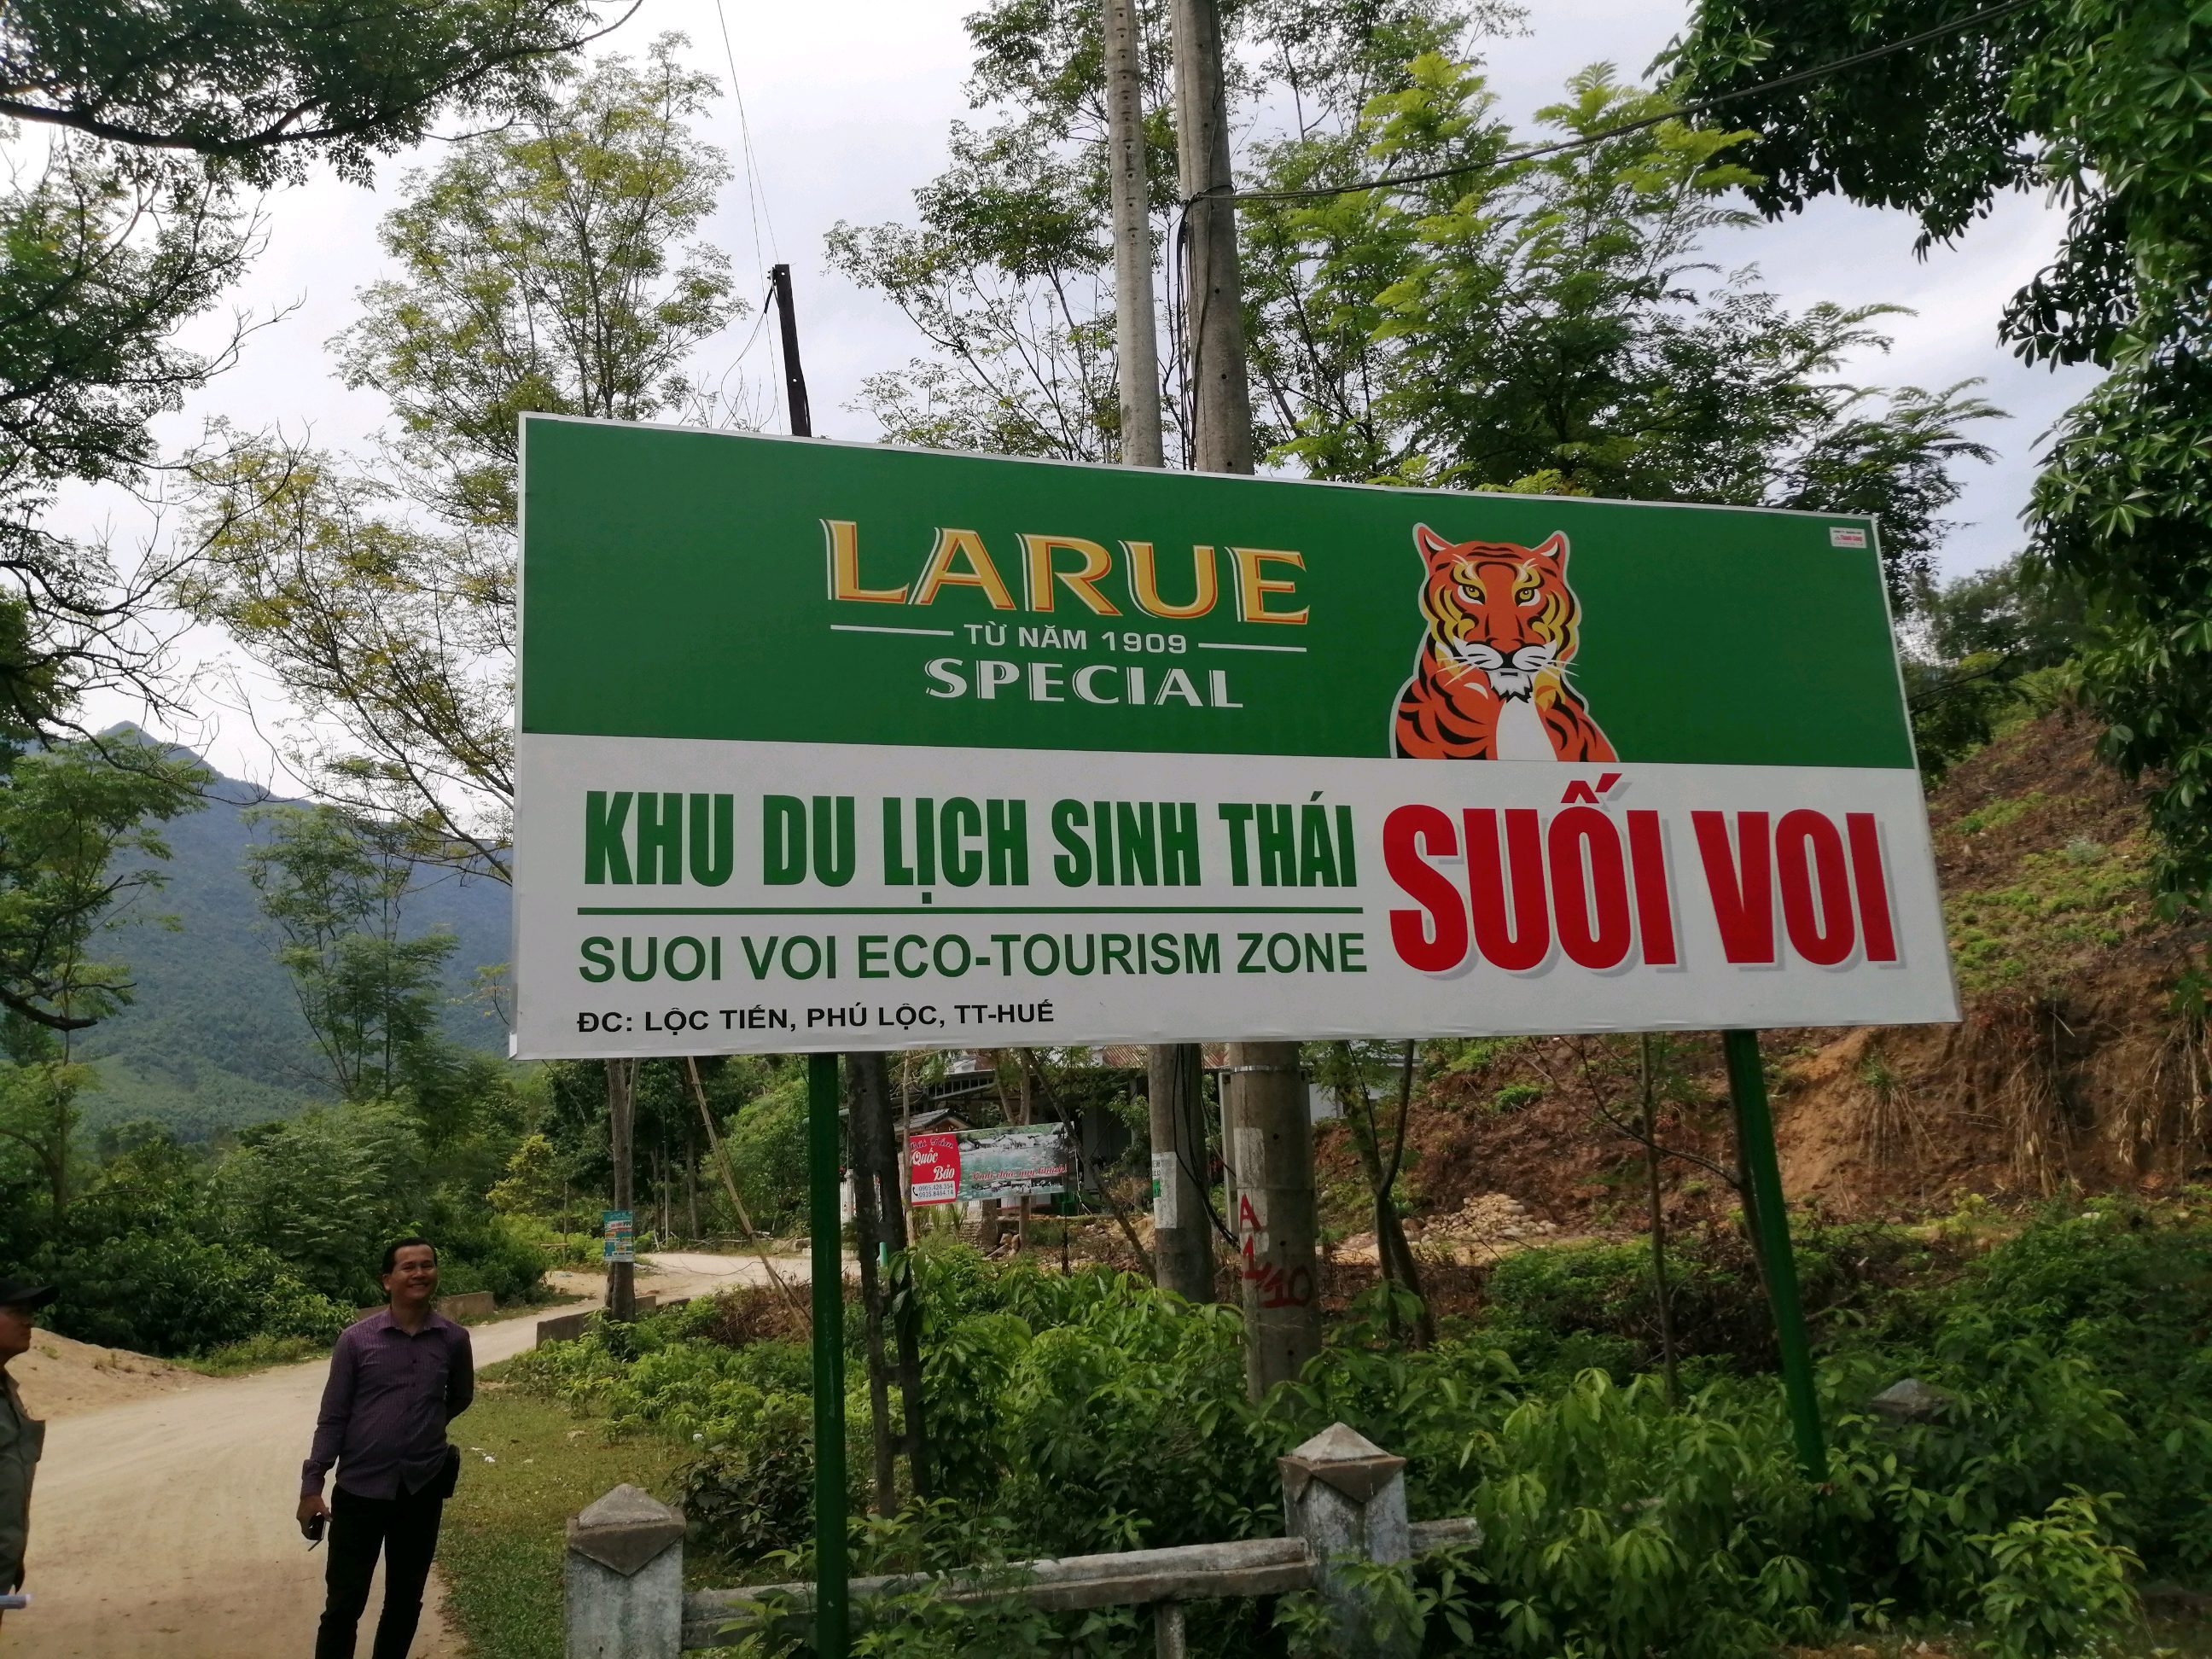 LARUE
TỪ NĂM 1909
SPECIAL
KHU DU LỊCH SINH THÁI
SUỐI VOI
SUOI VOI ECO-TOURISM ZONE
ĐC: LỘC TIẾN, PHÚ LỘC, TT-HUẾ
Quốc
Bảo
A